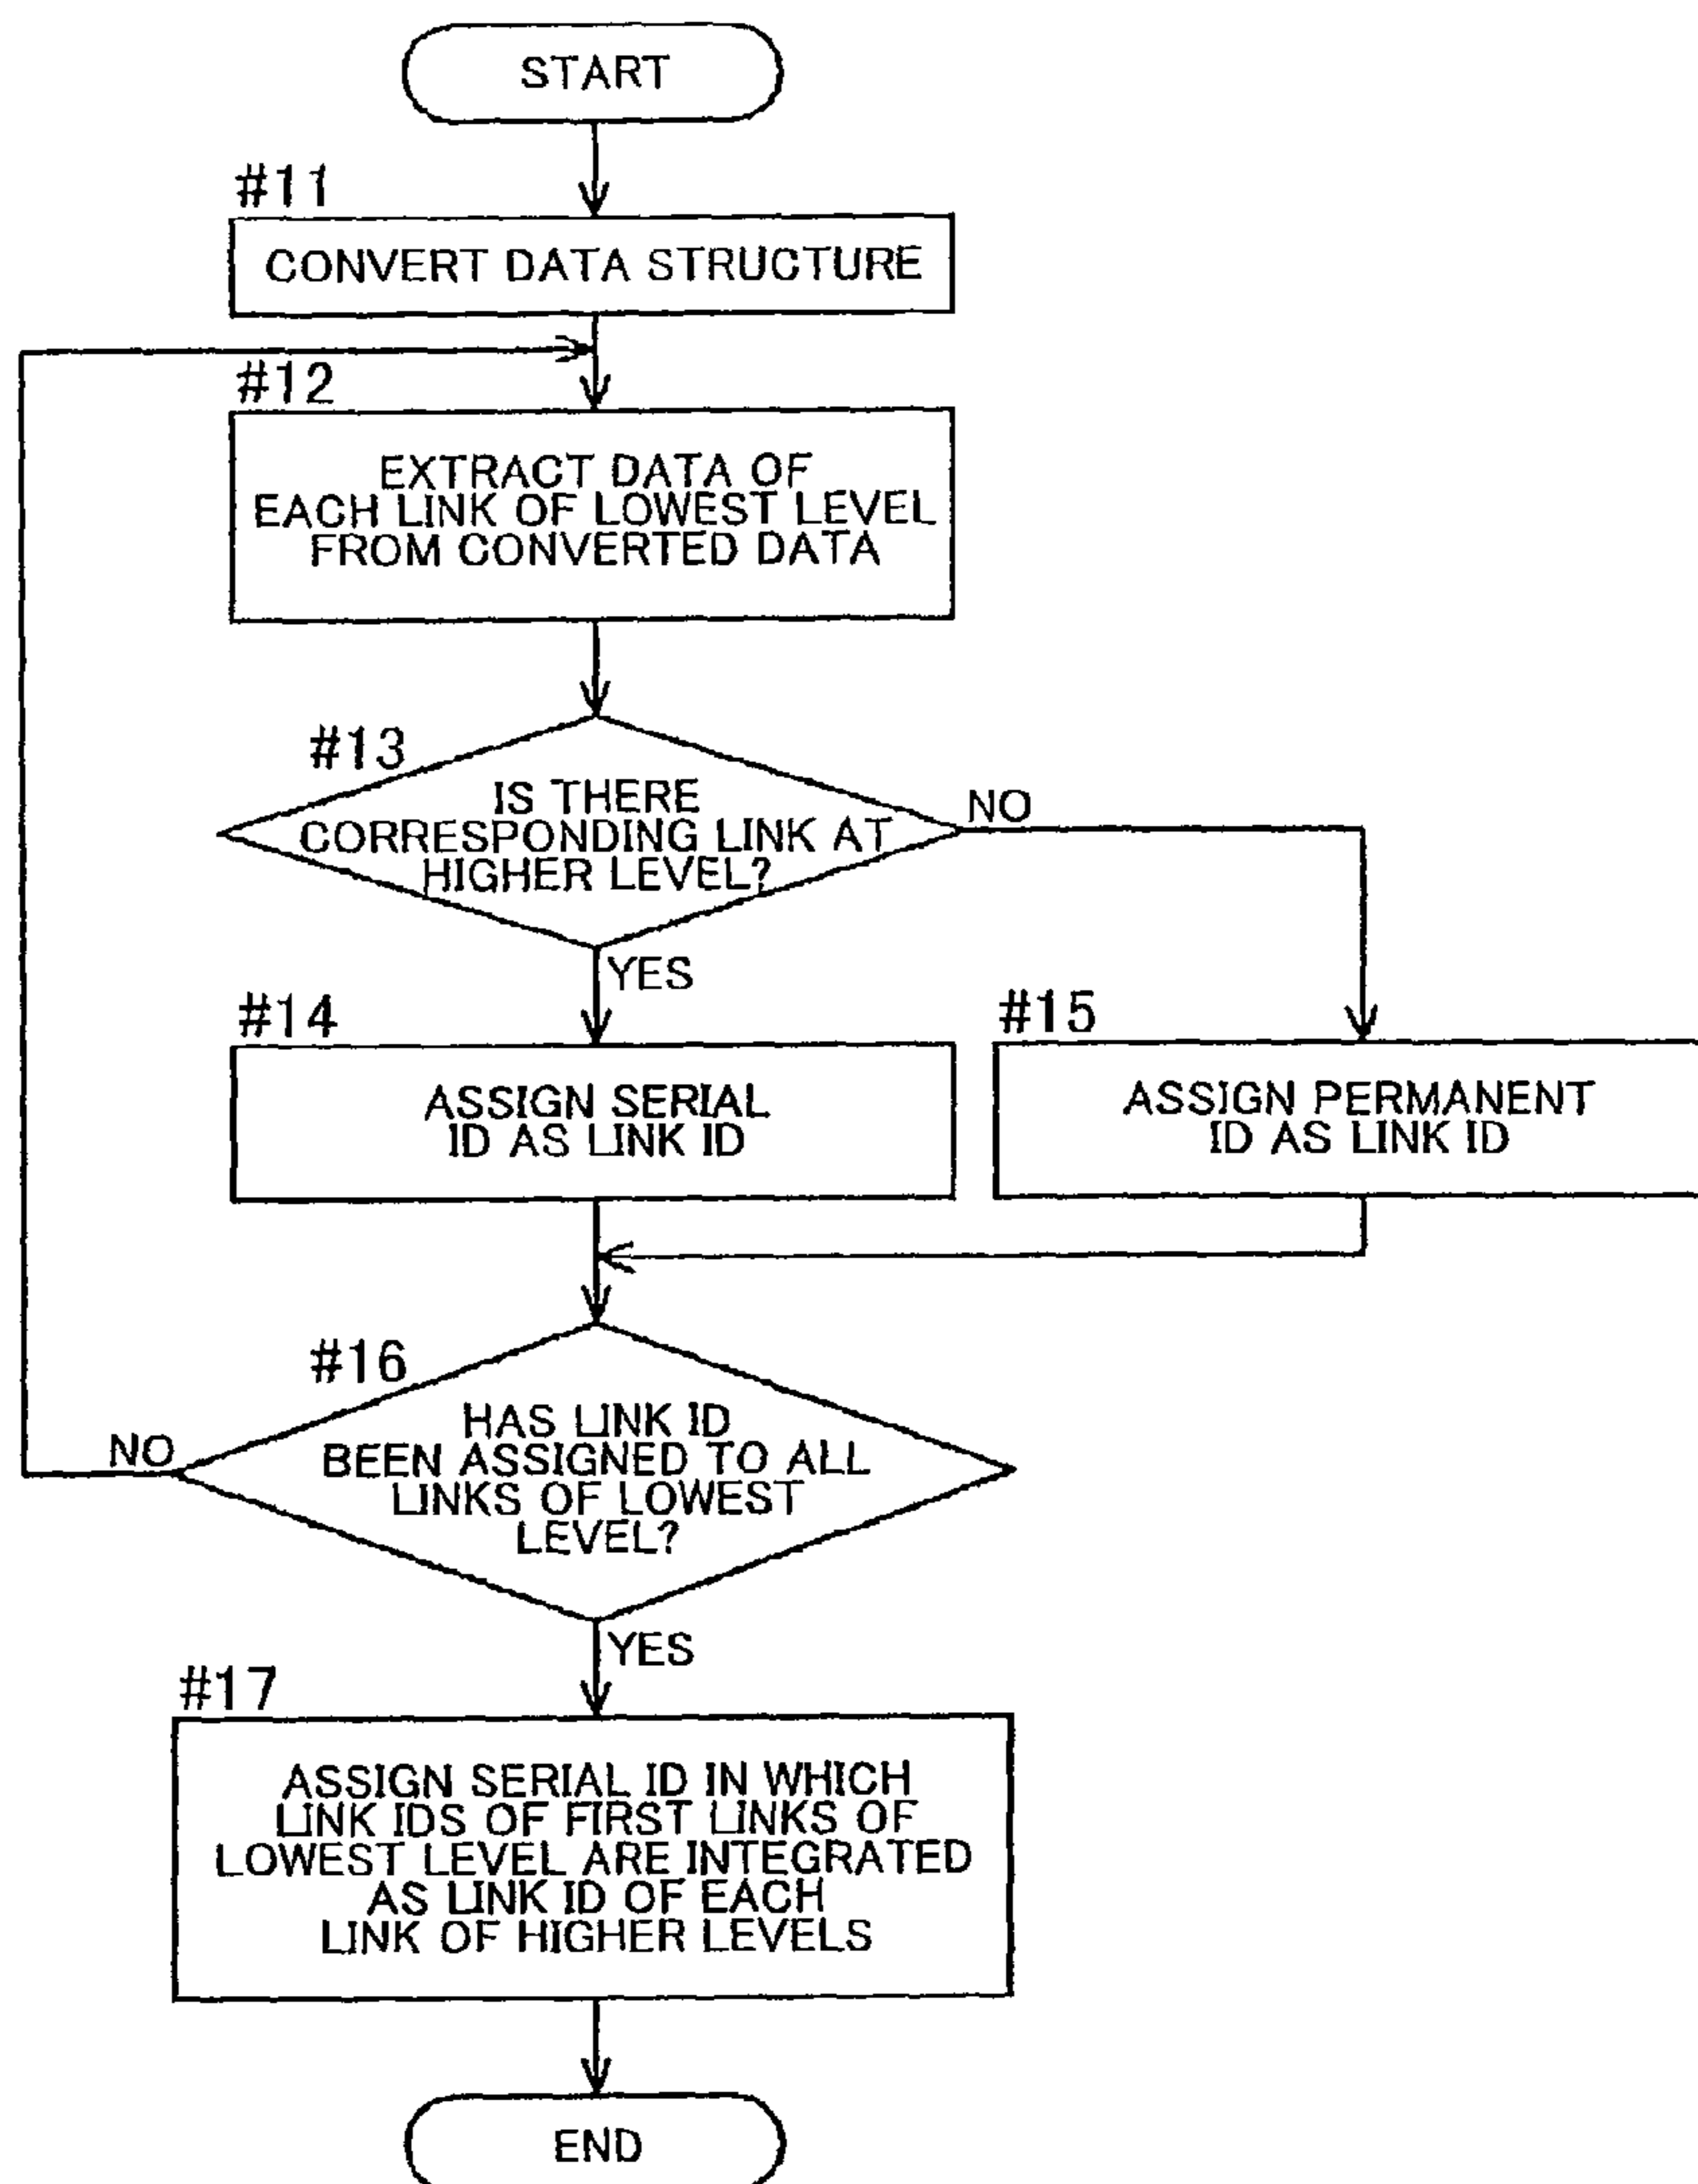 START
#11
CONVERT DATA STRUCTURE
#12
EXTRACT DATA OF
EACH LINK OF LOWEST LEVEL
FROM CONVERTED DATA
#13
IS THERE
CORRESPONDING LINK AT
HIGHER LEVEL?
NO
YES
#14
ASSIGN SERIAL
ID AS LINK ID
#15
ASSIGN PERMANENT
ID AS LINK ID
#16
HAS LINK ID
BEEN ASSIGNED TO ALL
LINKS OF LOWEST
LEVEL?
NO
YES
#17
ASSIGN SERIAL ID IN WHICH
LINK IDS OF FIRST LINKS OF
LOWEST LEVEL ARE INTEGRATED
AS LINK ID OF EACH
LINK OF HIGHER LEVELS
END